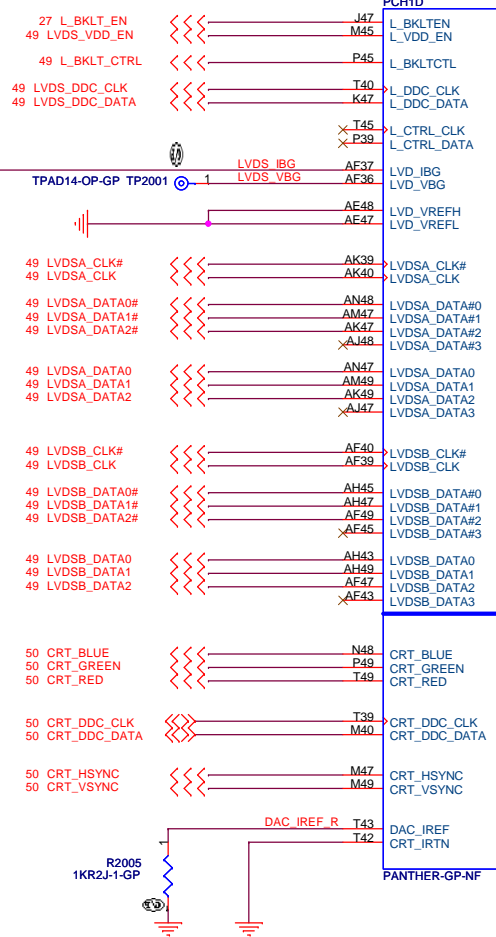 PCH1D
27 L_BKLT_EN J47 L_BKLTEN
49 LVDS_VDD_EN M45 L_VDD_EN
49 L_BKLT_CTRL P45 L_BKLTCTL
49 LVDS_DDC_CLK T40 L_DDC_CLK
49 LVDS_DDC_DATA K47 L_DDC_DATA
T45 L_CTRL_CLK
P39 L_CTRL_DATA
LVDS_IBG AF37 LVD_IBG
TPAD14-OP-GP TP2001 1 LVDS_VBG AF36 LVD_VBG
AE48 LVD_VREFH
AE47 LVD_VREFL
49 LVDSA_CLK# AK39 LVDSA_CLK#
49 LVDSA_CLK AK40 LVDSA_CLK
49 LVDSA_DATA0# AN48 LVDSA_DATA#0
49 LVDSA_DATA1# AM47 LVDSA_DATA#1
49 LVDSA_DATA2# AK47 LVDSA_DATA#2
AJ48 LVDSA_DATA#3
49 LVDSA_DATA0 AN47 LVDSA_DATA0
49 LVDSA_DATA1 AM49 LVDSA_DATA1
49 LVDSA_DATA2 AK49 LVDSA_DATA2
AJ47 LVDSA_DATA3
49 LVDSB_CLK# AF40 LVDSB_CLK#
49 LVDSB_CLK AF39 LVDSB_CLK
49 LVDSB_DATA0# AH45 LVDSB_DATA#0
49 LVDSB_DATA1# AH47 LVDSB_DATA#1
49 LVDSB_DATA2# AF49 LVDSB_DATA#2
AF45 LVDSB_DATA#3
49 LVDSB_DATA0 AH43 LVDSB_DATA0
49 LVDSB_DATA1 AH49 LVDSB_DATA1
49 LVDSB_DATA2 AF47 LVDSB_DATA2
AF43 LVDSB_DATA3
50 CRT_BLUE N48 CRT_BLUE
50 CRT_GREEN P49 CRT_GREEN
50 CRT_RED T49 CRT_RED
50 CRT_DDC_CLK T39 CRT_DDC_CLK
50 CRT_DDC_DATA M40 CRT_DDC_DATA
50 CRT_HSYNC M47 CRT_HSYNC
50 CRT_VSYNC M49 CRT_VSYNC
DAC_IREF_R T43 DAC_IREF
T42 CRT_IRTN
1
R2005
1KR2J-1-GP
PANTHER-GP-NF